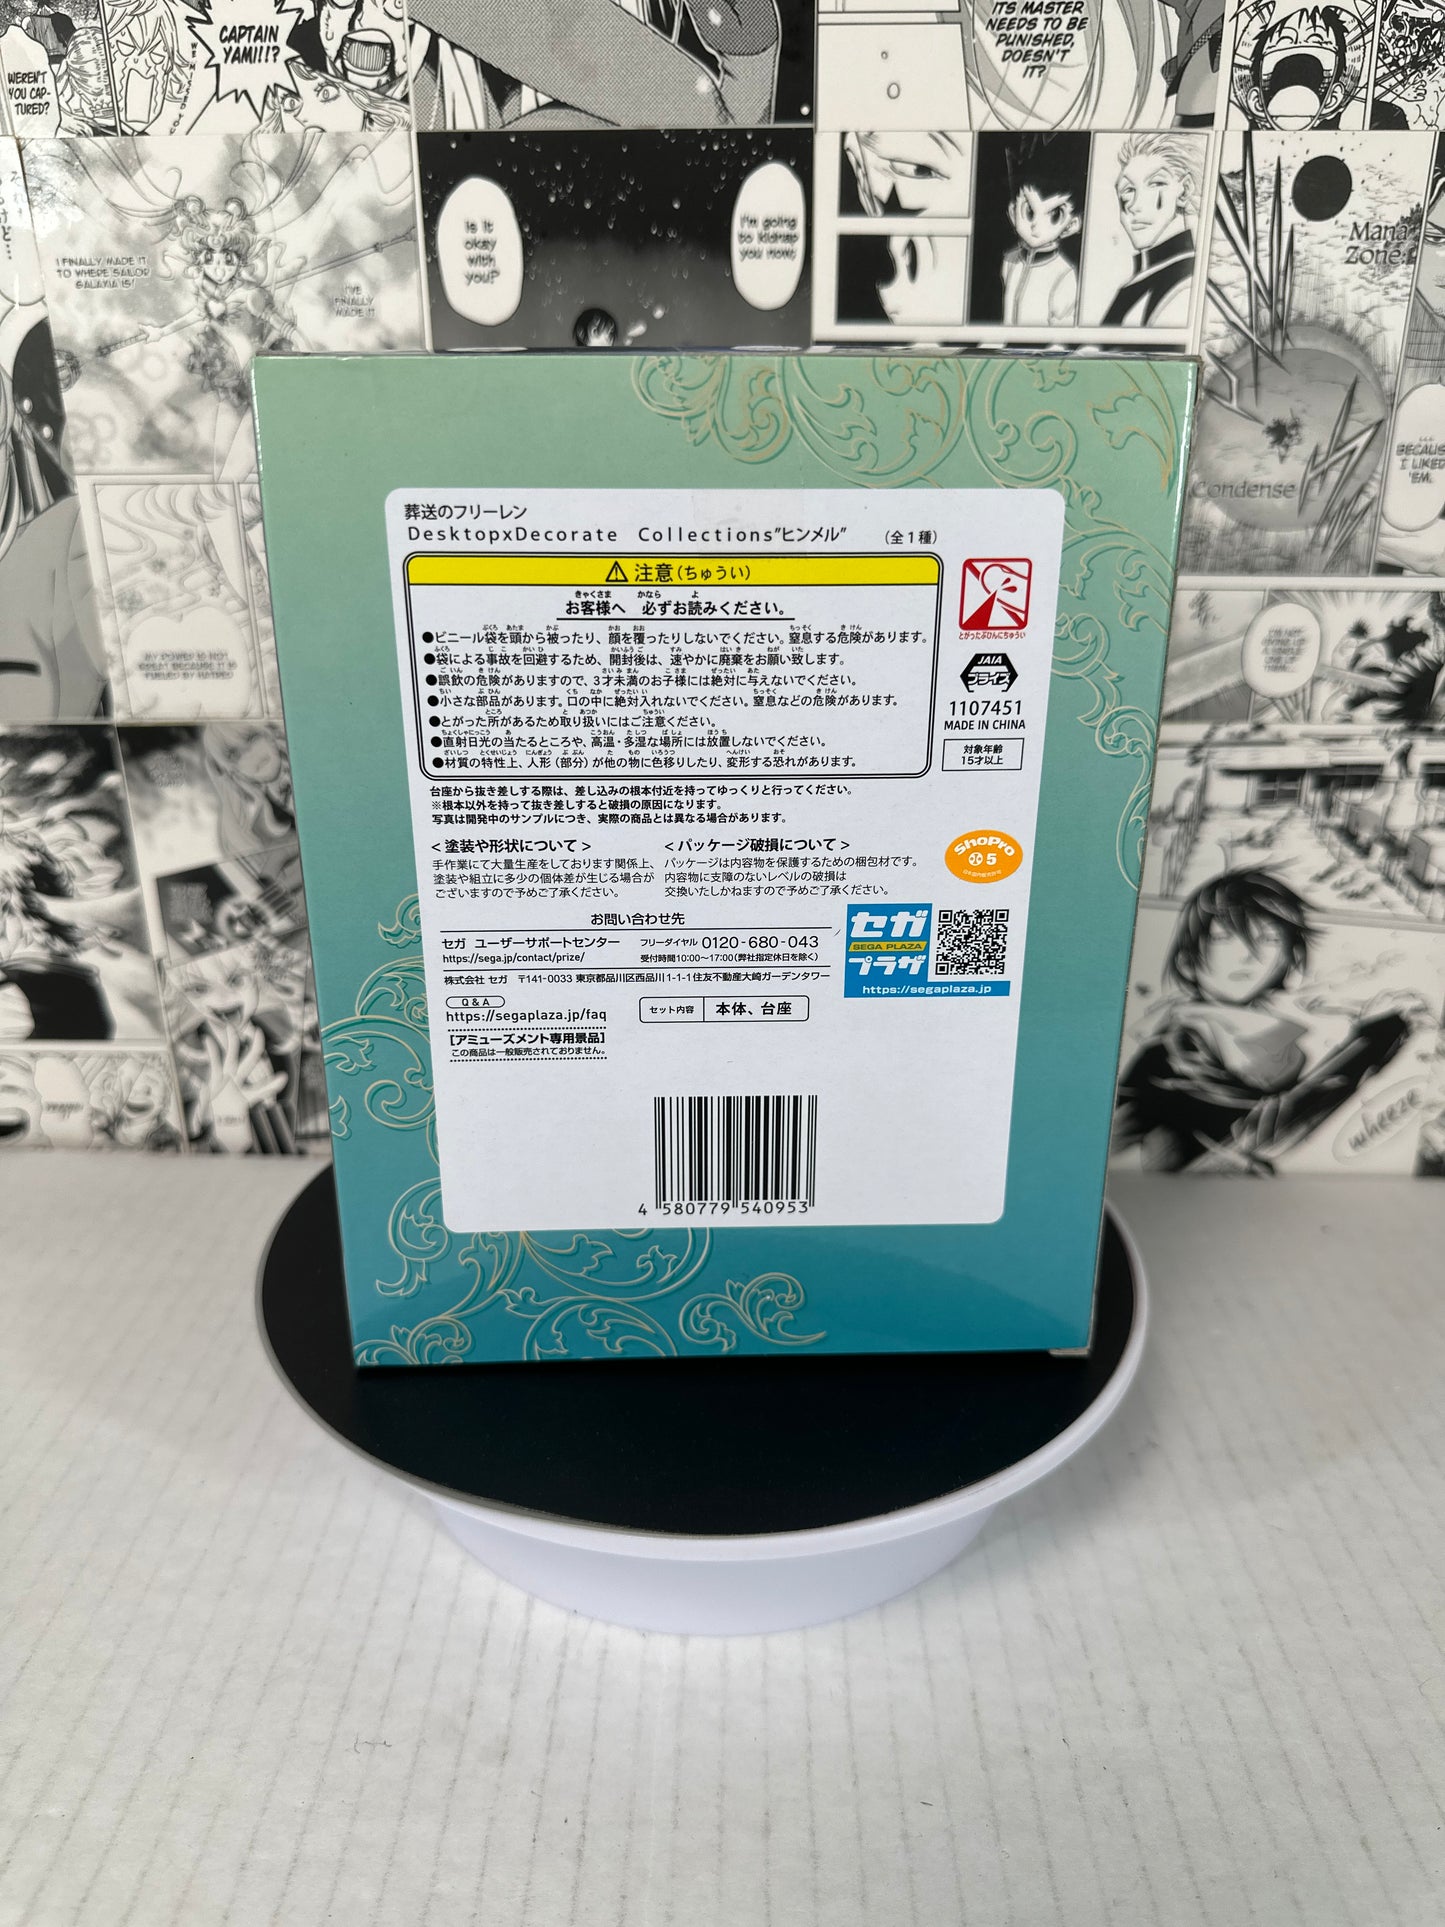 CAPTAIN
YAMI!!?
WEREN'T
YOU CAP-
TURED?
ITS MASTER
NEEDS TO BE
PUNISHED,
DOESN'T
IT?
I FINALLY MADE IT
TO WHERE SAILOR
GALAXIA IS!
I'VE
FINALLY
MADE IT
Is it
okay
with
you?
I'm going
to kidnap
you now.
Mana
Zone
Condense
BECAUSE
I LIKED
'EM.
MY POWER IS NOT
GREAT BECAUSE IT IS
FUELED BY HATRED
wheeze
葬送のフリーレン
DesktopxDecorate Collections"ヒンメル" (全1種)
⚠ 注意(ちゅうい)
お客様へ 必ずお読みください。
●ビニール袋を頭から被ったり、顔を覆ったりしないでください。窒息する危険があります。
●袋による事故を回避するため、開封後は、速やかに廃棄をお願い致します。
●誤飲の危険がありますので、3才未満のお子様には絶対に与えないでください。
●小さな部品があります。口の中に絶対入れないでください。窒息などの危険があります。
●とがった所があるため取り扱いにはご注意ください。
●直射日光の当たるところや、高温・多湿な場所には放置しないでください。
●材質の特性上、人形(部分)が他の物に色移りしたり、変形する恐れがあります。
とがったぶひんにちゅうい
JAIA
プライズ
1107451
MADE IN CHINA
対象年齢
15才以上
台座から抜き差しする際は、差し込みの根本付近を持ってゆっくりと行ってください。
※根本以外を持って抜き差しすると破損の原因になります。
写真は開発中のサンプルにつき、実際の商品とは異なる場合があります。
<塗装や形状について>
手作業にて大量生産をしております関係上、
塗装や組立に多少の個体差が生じる場合が
ございますので予めご了承ください。
<パッケージ破損について>
パッケージは内容物を保護するための梱包材です。
内容物に支障のないレベルの破損は
交換いたしかねますので予めご了承ください。
ShoPro
5
お問い合わせ先
セガ ユーザーサポートセンター フリーダイヤル 0120-680-043
https://sega.jp/contact/prize/ 受付時間10:00〜17:00(弊社指定休日を除く)
株式会社 セガ 〒141-0033 東京都品川区西品川1-1-1住友不動産大崎ガーデンタワー
セガ
SEGA PLAZA
プラザ
https://segaplaza.jp
Q&A
https://segaplaza.jp/faq
セット内容 本体、台座
[アミューズメント専用景品]
この商品は一般販売されておりません。
4 580779 540953